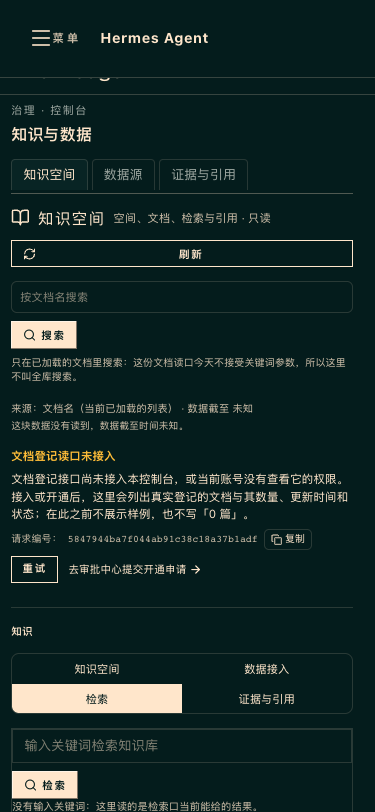 菜单
Hermes Agent
治理 · 控制台
知识与数据
知识空间
数据源
证据与引用
知识空间 空间、文档、检索与引用 · 只读
刷新
按文档名搜索
搜索
只在已加载的文档里搜索：这份文档读口今天不接受关键词参数，所以这里
不叫全库搜索。
来源：文档名（当前已加载的列表） · 数据截至 未知
这块数据没有读到，数据截至时间未知。
文档登记读口未接入
文档登记接口尚未接入本控制台，或当前账号没有查看它的权限。
接入或开通后，这里会列出真实登记的文档与其数量、更新时间和
状态；在此之前不展示样例，也不写「0 篇」。
请求编号： 5847944ba7f044ab91c38c18a37b1adf 复制
重试
去审批中心提交开通申请 →
知识
知识空间
数据接入
检索
证据与引用
输入关键词检索知识库
检索
没有输入关键词：这里读的是检索口当前能给的结果。